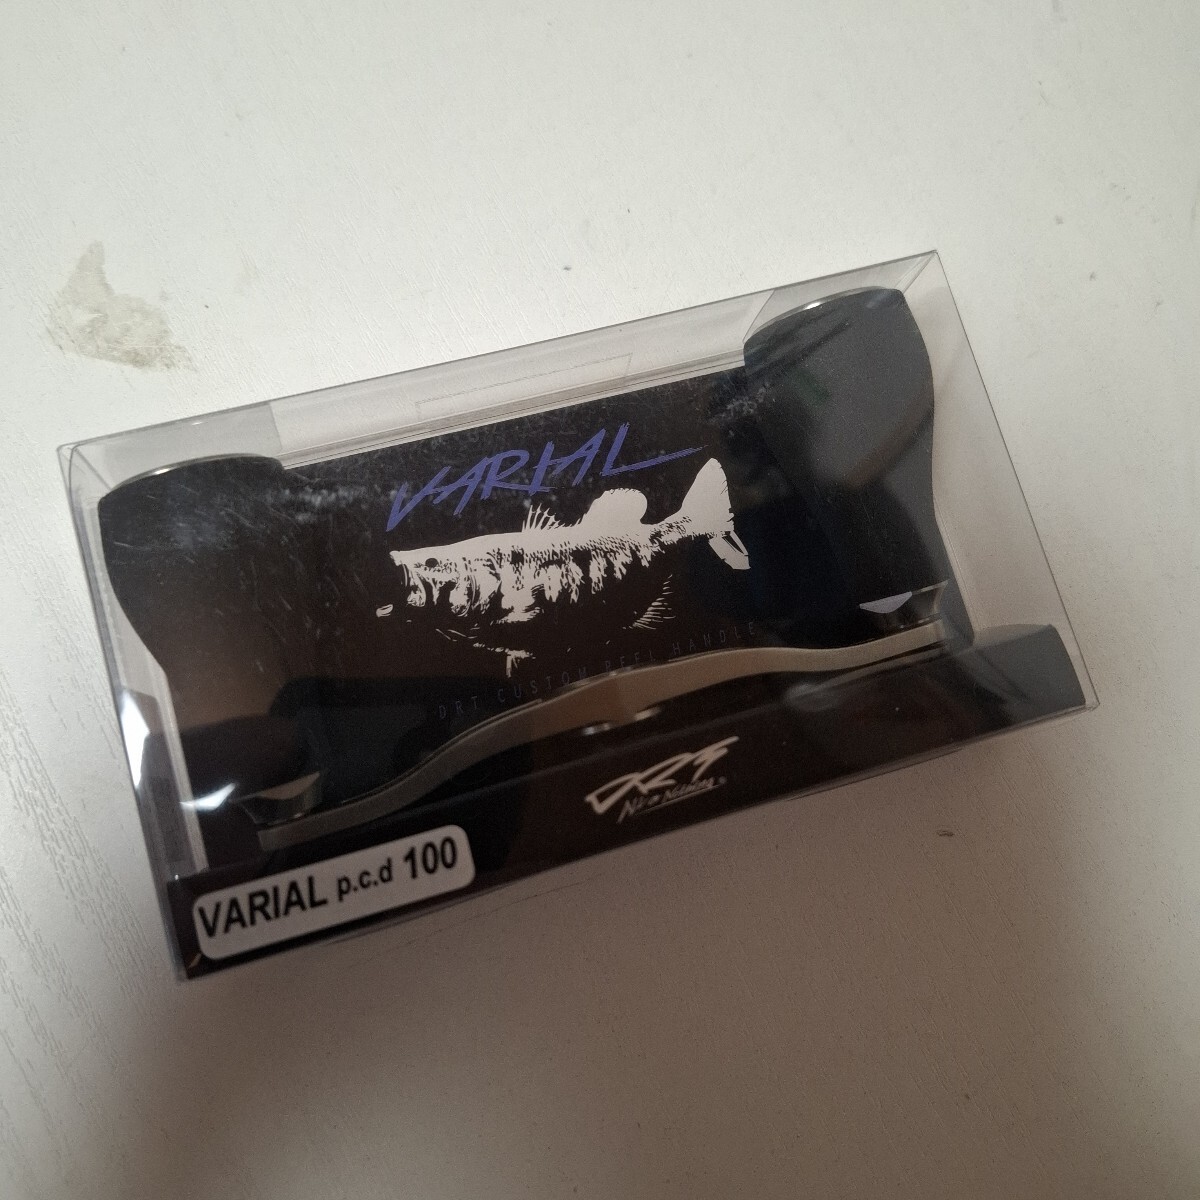 VARIAL
DRT CUSTOM REEL HANDLE
DRT
VARIAL p.c.d 100